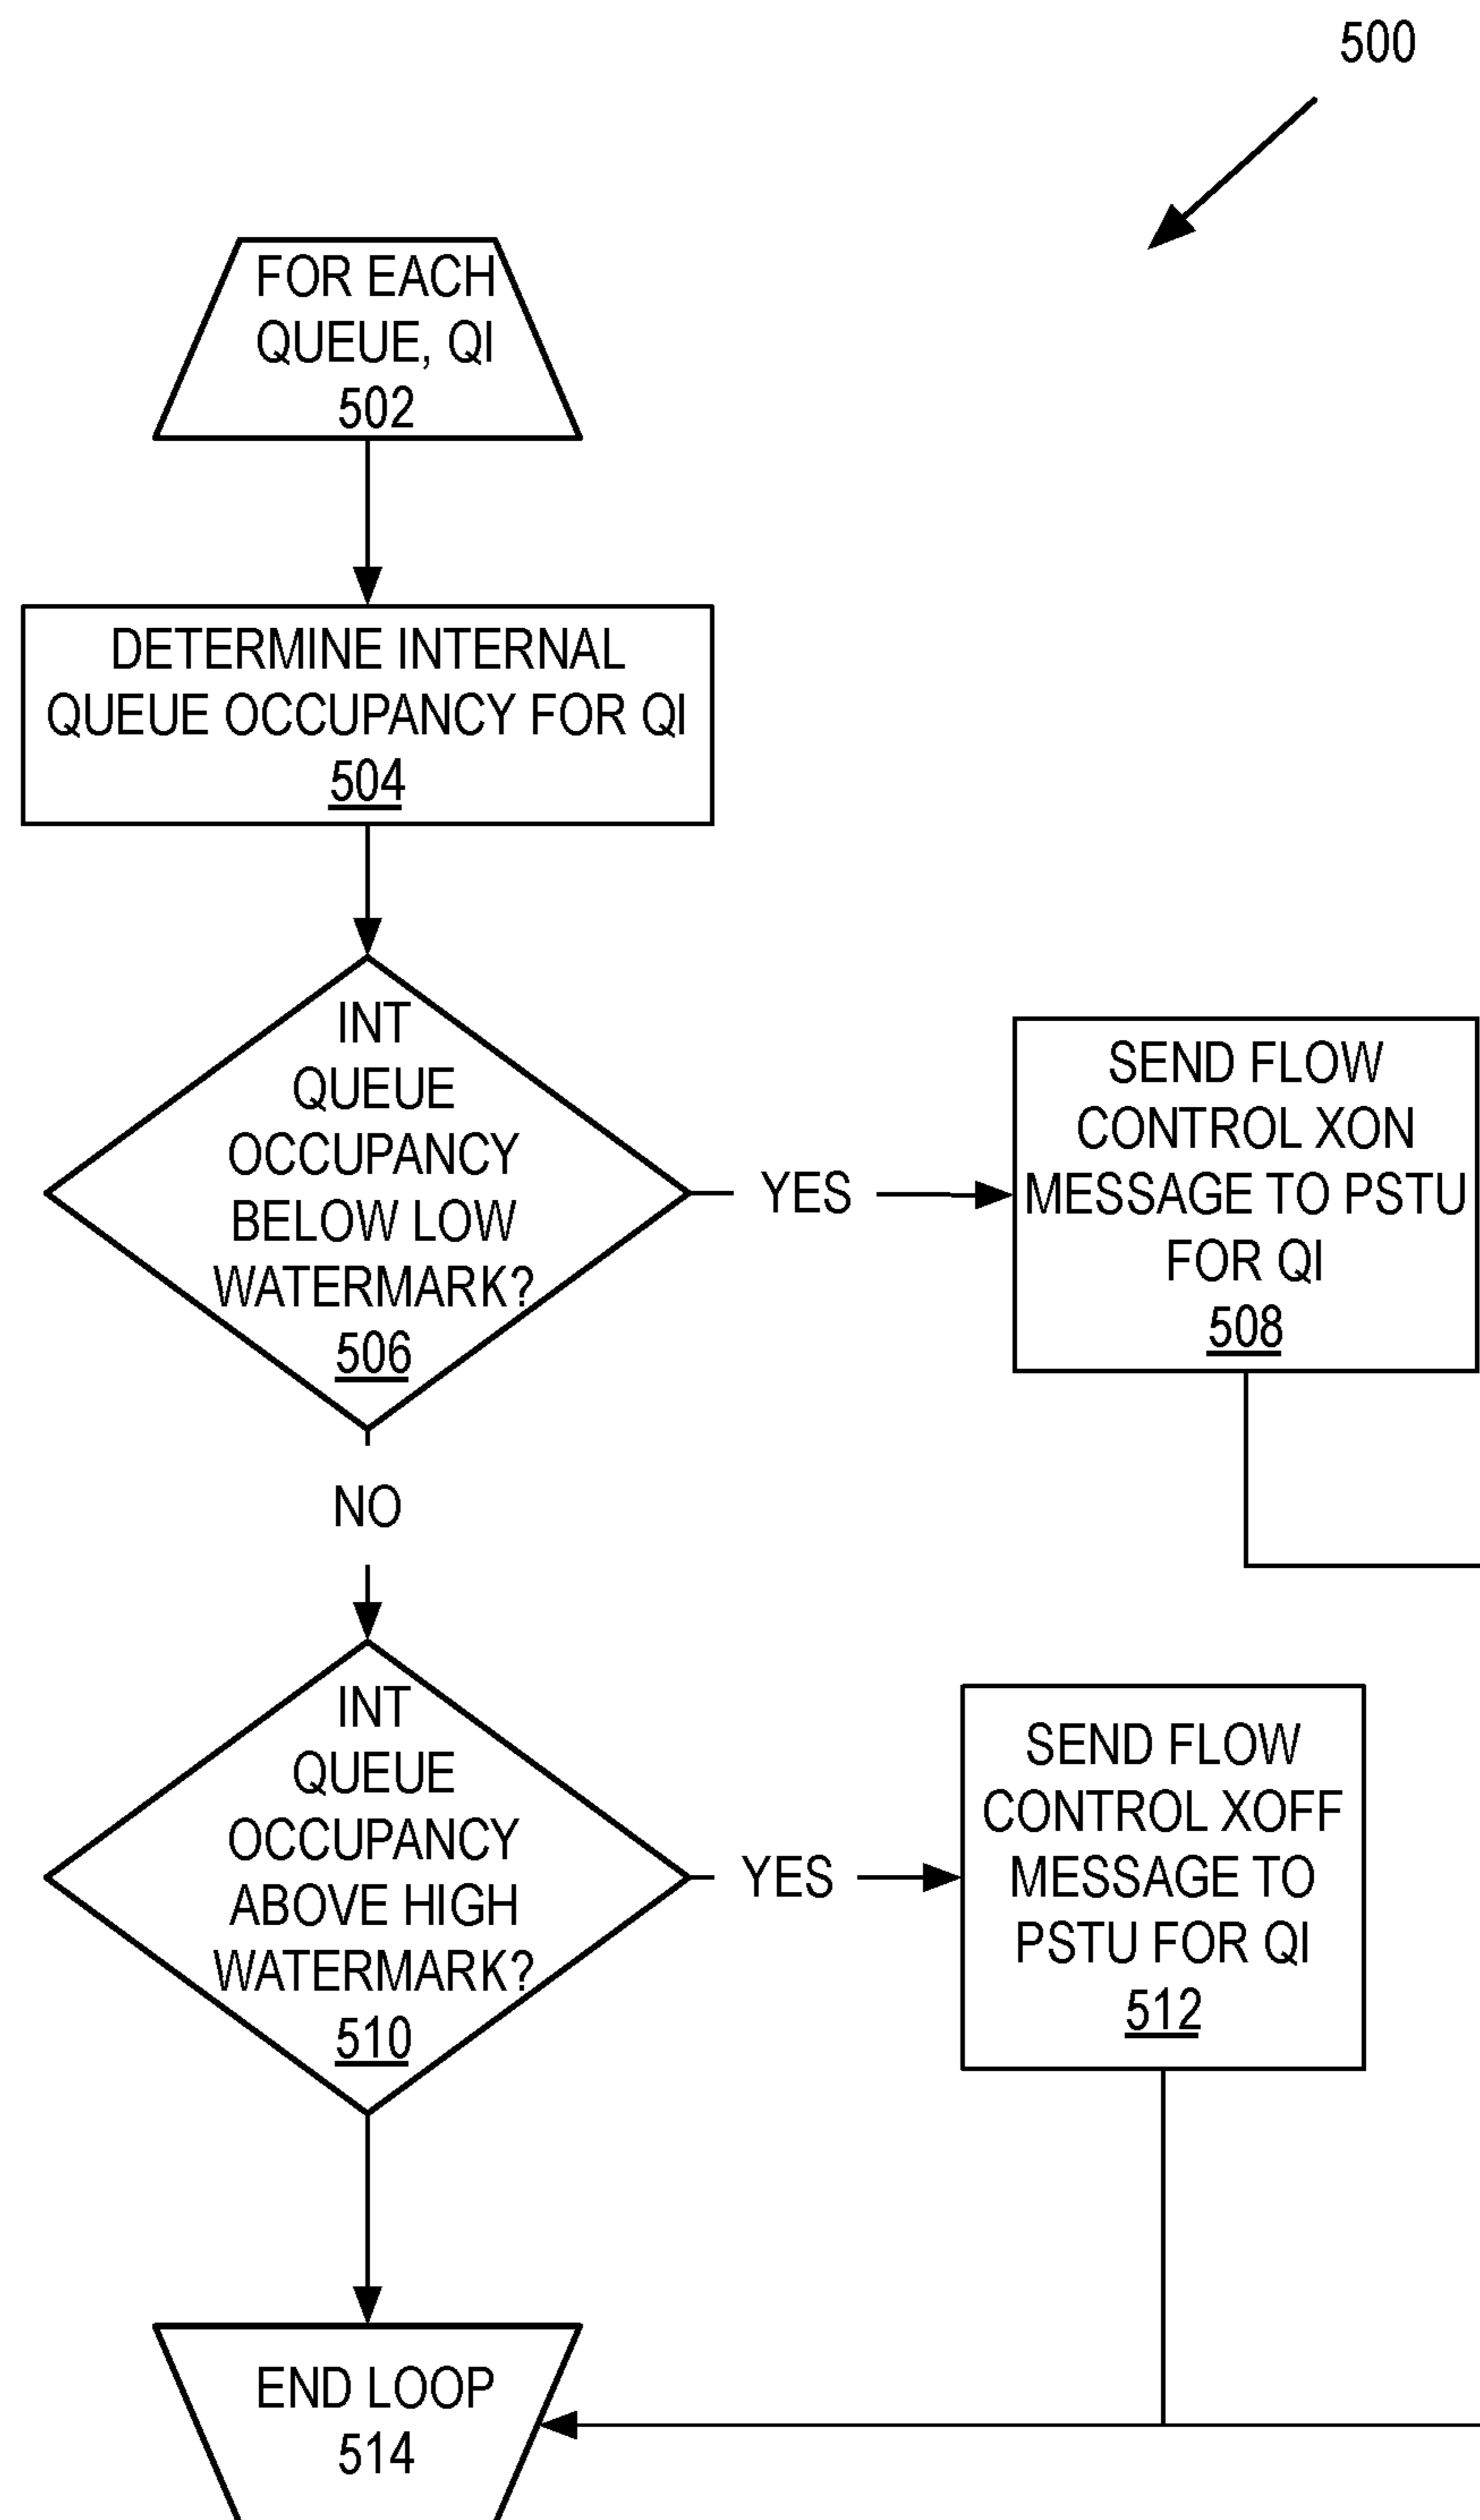 500
FOR EACH
QUEUE, QI
502
DETERMINE INTERNAL
QUEUE OCCUPANCY FOR QI
504
INT
QUEUE
OCCUPANCY
BELOW LOW
WATERMARK?
506
YES
SEND FLOW
CONTROL XON
MESSAGE TO PSTU
FOR QI
508
NO
INT
QUEUE
OCCUPANCY
ABOVE HIGH
WATERMARK?
510
YES
SEND FLOW
CONTROL XOFF
MESSAGE TO
PSTU FOR QI
512
END LOOP
514